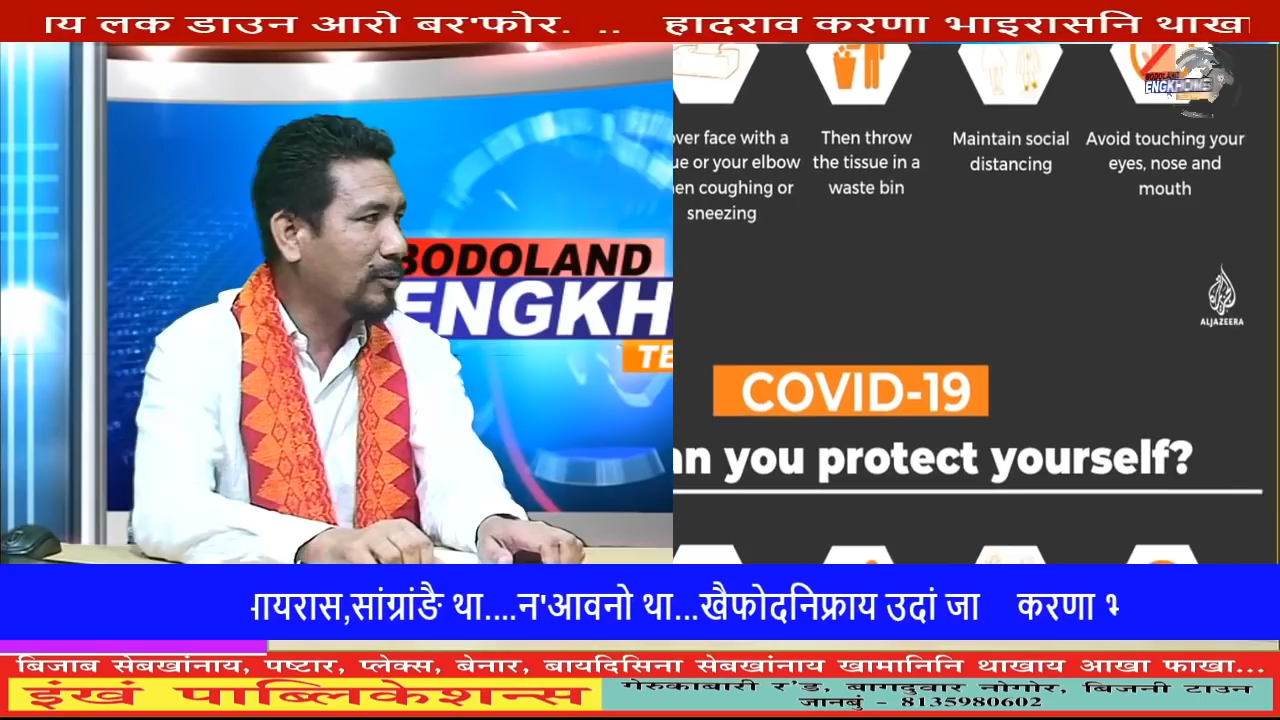 य लक डाउन आरो बर'फोर. .. हादराव करणा भाइरासनि थाखा
BODOLAND
ENGKHONG
over face with a
Then throw
Maintain social
Avoid touching your
or your elbow
the tissue in a
distancing
eyes, nose and
coughing or
waste bin
mouth
sneezing
BODOLAND
ENGKH
TE
ALJAZEERA
COVID-19
you protect yourself?
ायरास,सांग्रांङै था....न'आवनो था...खैफोदनिफ्राय उदां जा करणा भ
बिजाब सेबखांनाय, पष्टार, प्लेक्स, बेनार, बायदिसिना सेबखांनाय खामानिनि थाखाय आखा फाखा...
इंखं पाब्लिकेशन्स
गेरुकाबारी र'ड, बागदुवार नोगोर, बिजनी टाउन
जानबुं - 8135980602